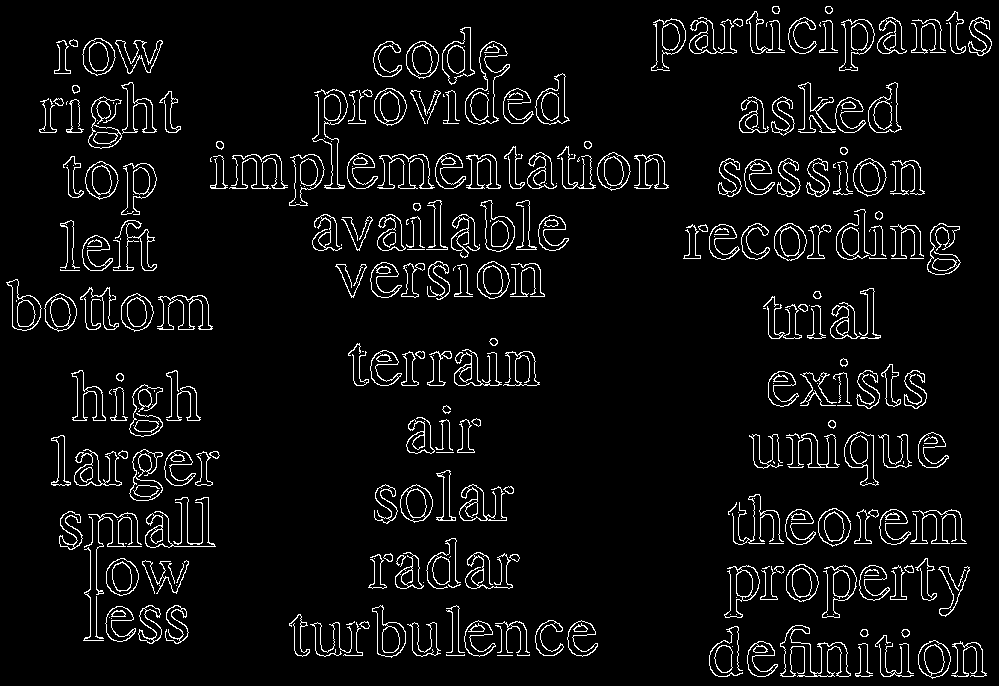 row
right
top
left
bottom
high
larger
small
low
less
code
provided
implementation
available
version
terrain
air
solar
radar
turbulence
participants
asked
session
recording
trial
exists
unique
theorem
property
definition